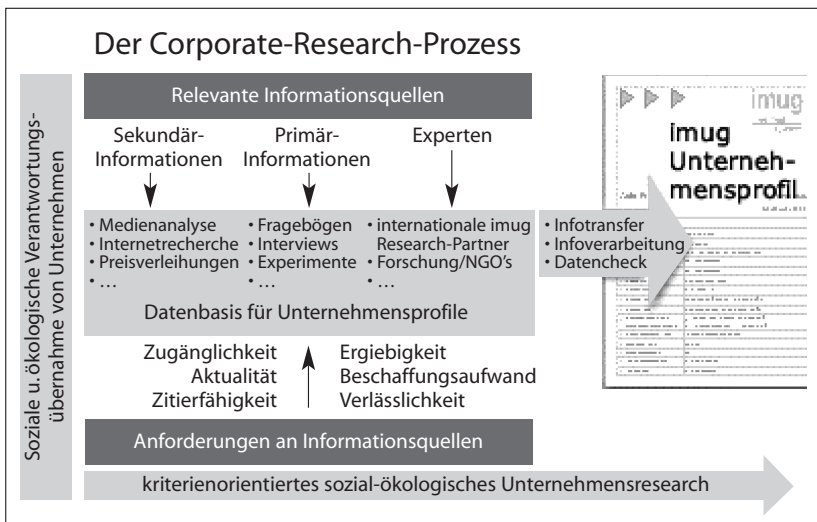 Der Corporate-Research-Prozess
Soziale u. ökologische Verantwortungs-
übernahme von Unternehmen
Relevante Informationsquellen
Sekundär-
Informationen
Primär-
Informationen
Experten
• Medienanalyse
• Internetrecherche
• Preisverleihungen
• …
• Fragebögen
• Interviews
• Experimente
• …
• internationale imug
Research-Partner
• Forschung/NGO's
• …
• Infotransfer
• Infoverarbeitung
• Datencheck
imug
imug
Unterneh-
mensprofil
Datenbasis für Unternehmensprofile
Zugänglichkeit
Aktualität
Zitierfähigkeit
Ergiebigkeit
Beschaffungsaufwand
Verlässlichkeit
Anforderungen an Informationsquellen
kriterienorientiertes sozial-ökologisches Unternehmensresearch